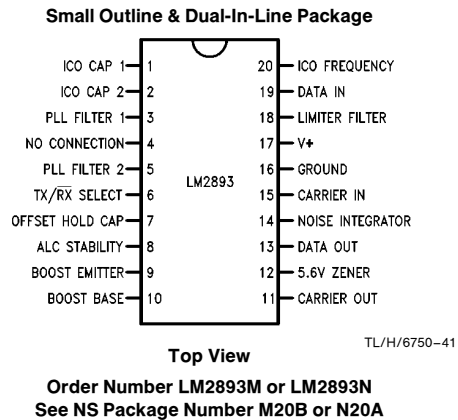 Small Outline & Dual-In-Line Package
ICO CAP 1 1 20 ICO FREQUENCY
ICO CAP 2 2 19 DATA IN
PLL FILTER 1 3 18 LIMITER FILTER
NO CONNECTION 4 17 V+
PLL FILTER 2 5 16 GROUND
LM2893
TX/R̅X̅ SELECT 6 15 CARRIER IN
OFFSET HOLD CAP 7 14 NOISE INTEGRATOR
ALC STABILITY 8 13 DATA OUT
BOOST EMITTER 9 12 5.6V ZENER
BOOST BASE 10 11 CARRIER OUT
TL/H/6750–41
Top View
Order Number LM2893M or LM2893N
See NS Package Number M20B or N20A